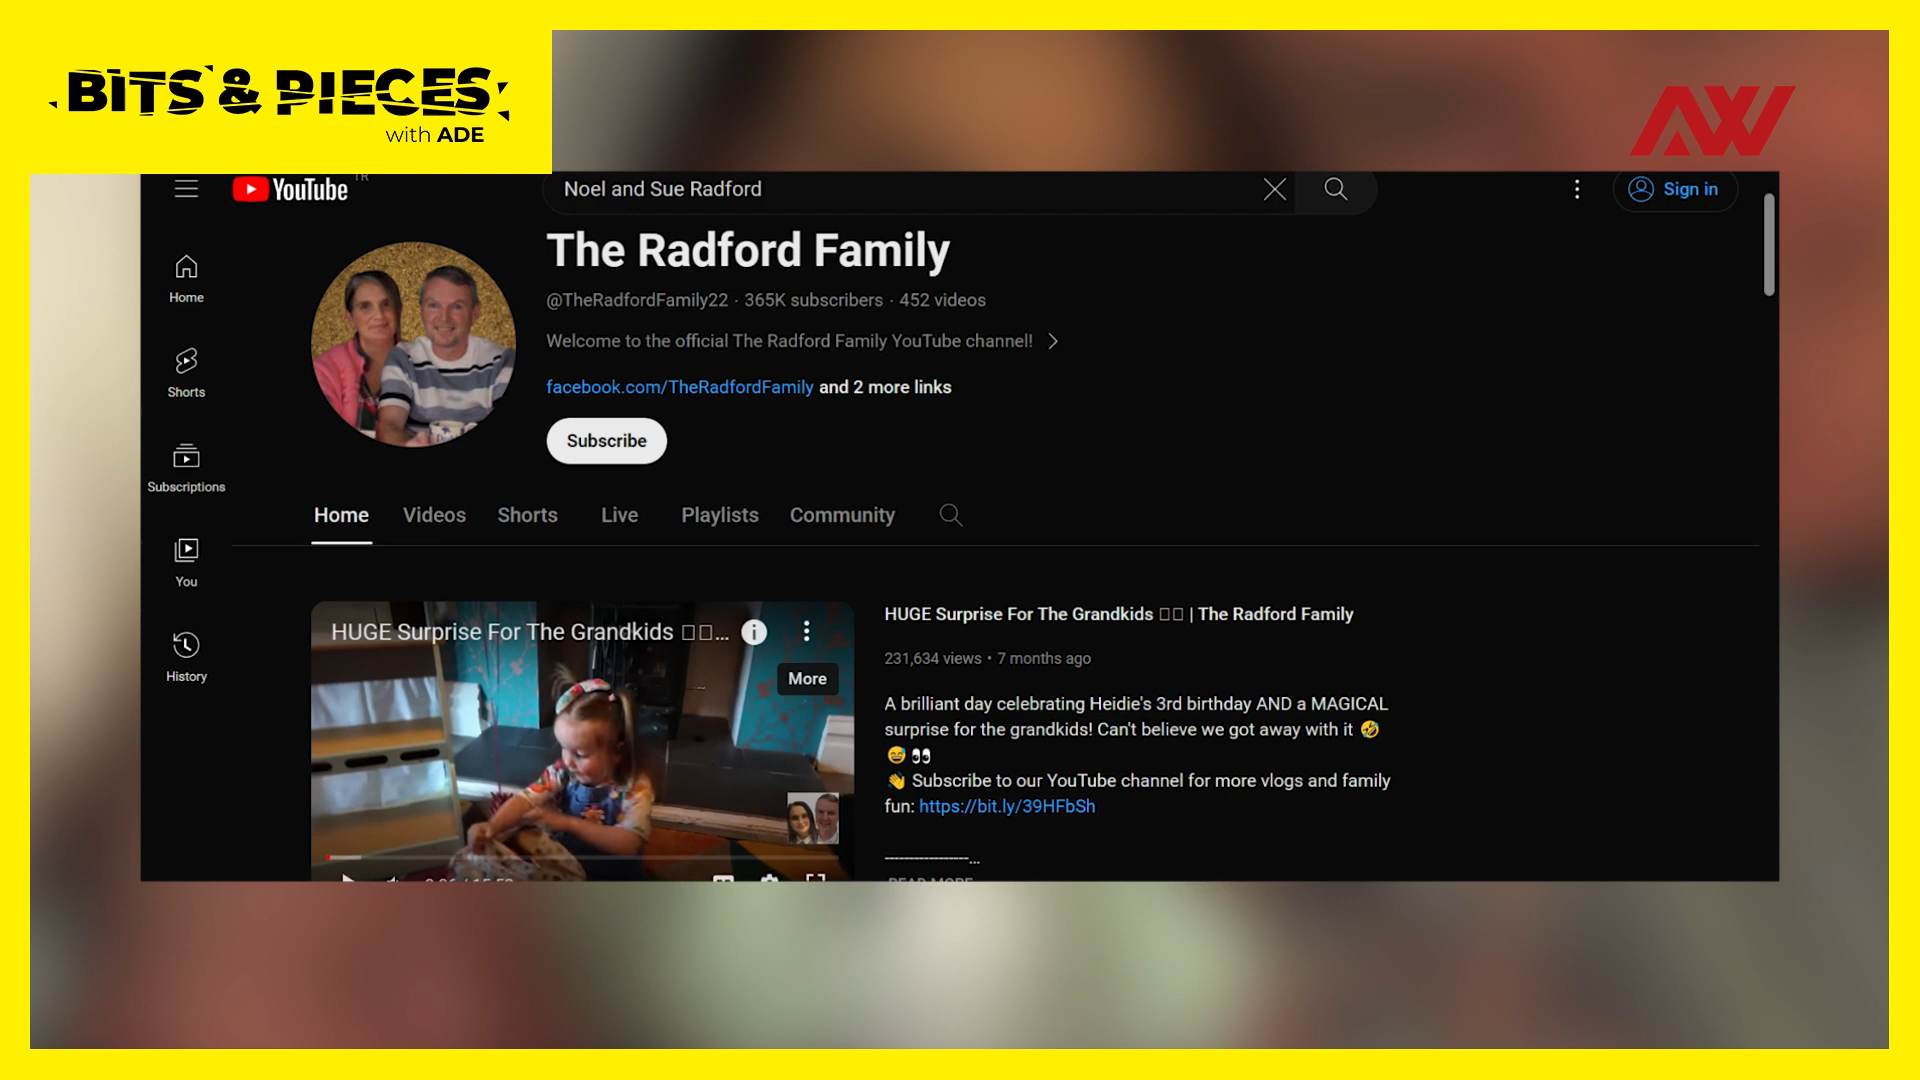 BITS & PIECES
with ADE
AW
YouTube TR
Noel and Sue Radford
Sign in
The Radford Family
@TheRadfordFamily22 · 365K subscribers · 452 videos
Welcome to the official The Radford Family YouTube channel!
facebook.com/TheRadfordFamily and 2 more links
Subscribe
Home
Shorts
Subscriptions
You
History
Home Videos Shorts Live Playlists Community
HUGE Surprise For The Grandkids □□...
More
HUGE Surprise For The Grandkids □□ | The Radford Family
231,634 views • 7 months ago
A brilliant day celebrating Heidie's 3rd birthday AND a MAGICAL
surprise for the grandkids! Can't believe we got away with it 🤣
😅 👀
👋 Subscribe to our YouTube channel for more vlogs and family
fun: https://bit.ly/39HFbSh
-----------------...
READ MORE